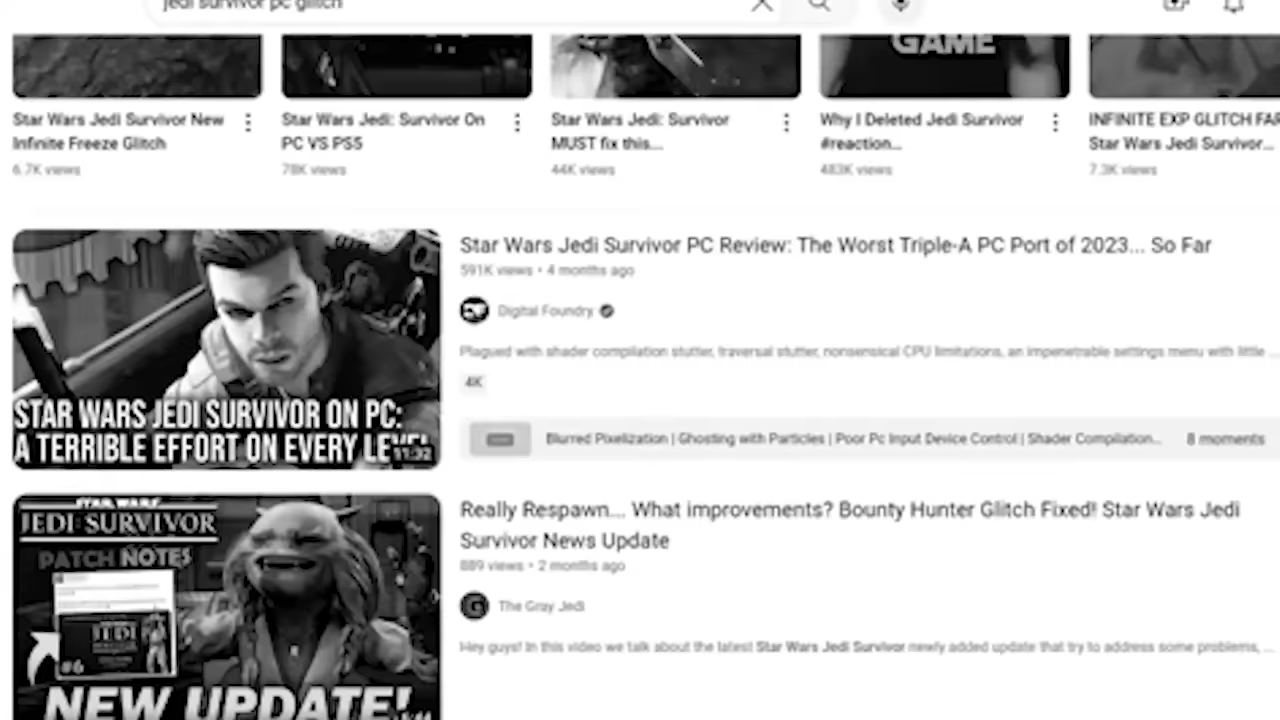 jedi survivor pc glitch
GAME
Star Wars Jedi Survivor New
Infinite Freeze Glitch
6.7K views
Star Wars Jedi: Survivor On
PC VS PS5
78K views
Star Wars Jedi: Survivor
MUST fix this...
44K views
Why I Deleted Jedi Survivor
#reaction...
483K views
INFINITE EXP GLITCH FAR
Star Wars Jedi Survivor...
7.3K views
STAR WARS JEDI SURVIVOR ON PC:
A TERRIBLE EFFORT ON EVERY LEVEL
11:32
Star Wars Jedi Survivor PC Review: The Worst Triple-A PC Port of 2023... So Far
591K views • 4 months ago
Digital Foundry
Plagued with shader compilation stutter, traversal stutter, nonsensical CPU limitations, an impenetrable settings menu with little ...
4K
Blurred Pixelization | Ghosting with Particles | Poor Pc Input Device Control | Shader Compilation...
8 moments
STAR WARS
JEDI SURVIVOR
PATCH NOTES
JEDI
#6
NEW UPDATE!
Really Respawn... What improvements? Bounty Hunter Glitch Fixed! Star Wars Jedi
Survivor News Update
889 views • 2 months ago
The Gray Jedi
Hey guys! In this video we talk about the latest Star Wars Jedi Survivor newly added update that try to address some problems, ...